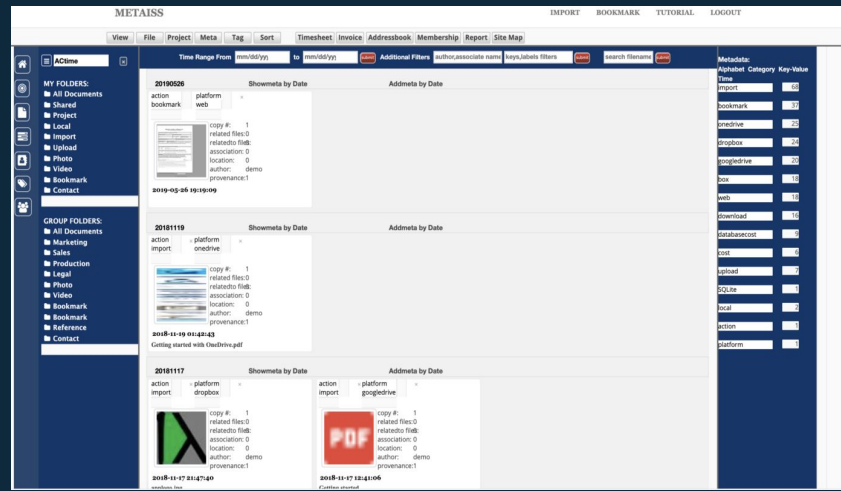 METAISS
IMPORT BOOKMARK TUTORIAL LOGOUT
View File Project Meta Tag Sort Timesheet Invoice Addressbook Membership Report Site Map
ACtime
Time Range From mm/dd/yyy to mm/dd/yyy submit Additional Filters author,associate name keys,labels filters submit search filename submit
MY FOLDERS:
All Documents
Shared
Project
Local
Import
Upload
Photo
Video
Bookmark
Contact
GROUP FOLDERS:
All Documents
Marketing
Sales
Production
Legal
Photo
Video
Bookmark
Bookmark
Reference
Contact
20190526 Showmeta by Date Addmeta by Date
action platform ×
bookmark web
copy #: 1
related files:0
relatedto files:
association: 0
location: 0
author: demo
provenance:1
2019-05-26 19:19:09
20181119 Showmeta by Date Addmeta by Date
action × platform ×
import onedrive
copy #: 1
related files:0
relatedto files:
association: 0
location: 0
author: demo
provenance:1
2018-11-19 01:42:43
Getting started with OneDrive.pdf
20181117 Showmeta by Date Addmeta by Date
action × platform ×
import dropbox
copy #: 1
related files:0
relatedto files:
association: 0
location: 0
author: demo
provenance:1
2018-11-17 21:47:40
action × platform ×
import googledrive
PDF
copy #: 1
related files:0
relatedto files:
association: 0
location: 0
author: demo
provenance:1
2018-11-17 12:41:06
Getting started
Metadata:
Alphabet Category Key-Value
Time
import 68
bookmark 37
onedrive 25
dropbox 24
googledrive 20
box 18
web 18
download 16
databasecost 9
cost 6
upload 7
SQLite 1
local 2
action 1
platform 1